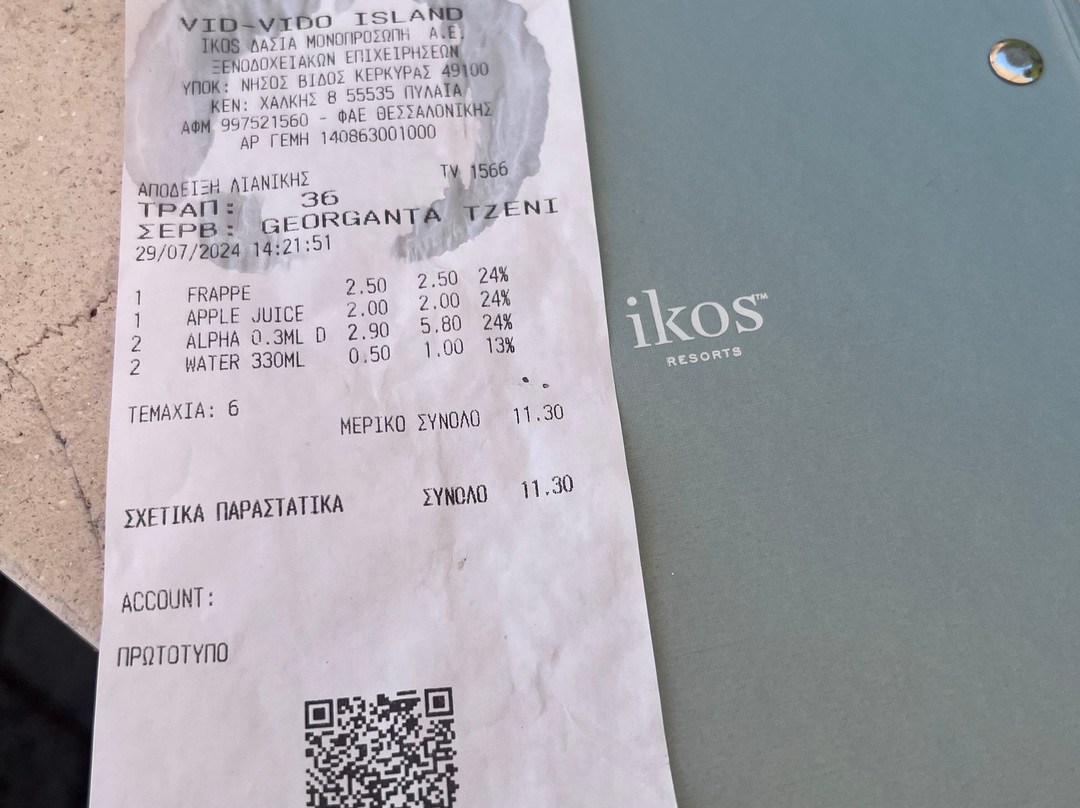 VID-VIDO ISLAND
IKOS ΔΑΣΙΑ ΜΟΝΟΠΡΟΣΩΠΗ Α.Ε.
ΞΕΝΟΔΟΧΕΙΑΚΩΝ ΕΠΙΧΕΙΡΗΣΕΩΝ
ΥΠΟΚ: ΝΗΣΟΣ ΒΙΔΟΣ ΚΕΡΚΥΡΑΣ 49100
ΚΕΝ: ΧΑΛΚΗΣ 8 55535 ΠΥΛΑΙΑ
ΑΦΜ 997521560 - ΦΑΕ ΘΕΣΣΑΛΟΝΙΚΗΣ
ΑΡ ΓΕΜΗ 140863001000
ΑΠΟΔΕΙΞΗ ΛΙΑΝΙΚΗΣ TV 1566
ΤΡΑΠ: 36
ΣΕΡΒ: GEORGANTA TZENI
29/07/2024 14:21:51
1 FRAPPE 2.50 2.50 24%
1 APPLE JUICE 2.00 2.00 24%
2 ALPHA 0.3ML D 2.90 5.80 24%
2 WATER 330ML 0.50 1.00 13%
ΤΕΜΑΧΙΑ: 6
ΜΕΡΙΚΟ ΣΥΝΟΛΟ 11.30
ΣΧΕΤΙΚΑ ΠΑΡΑΣΤΑΤΙΚΑ ΣΥΝΟΛΟ 11.30
ACCOUNT:
ΠΡΩΤΟΤΥΠΟ
ikos™
RESORTS